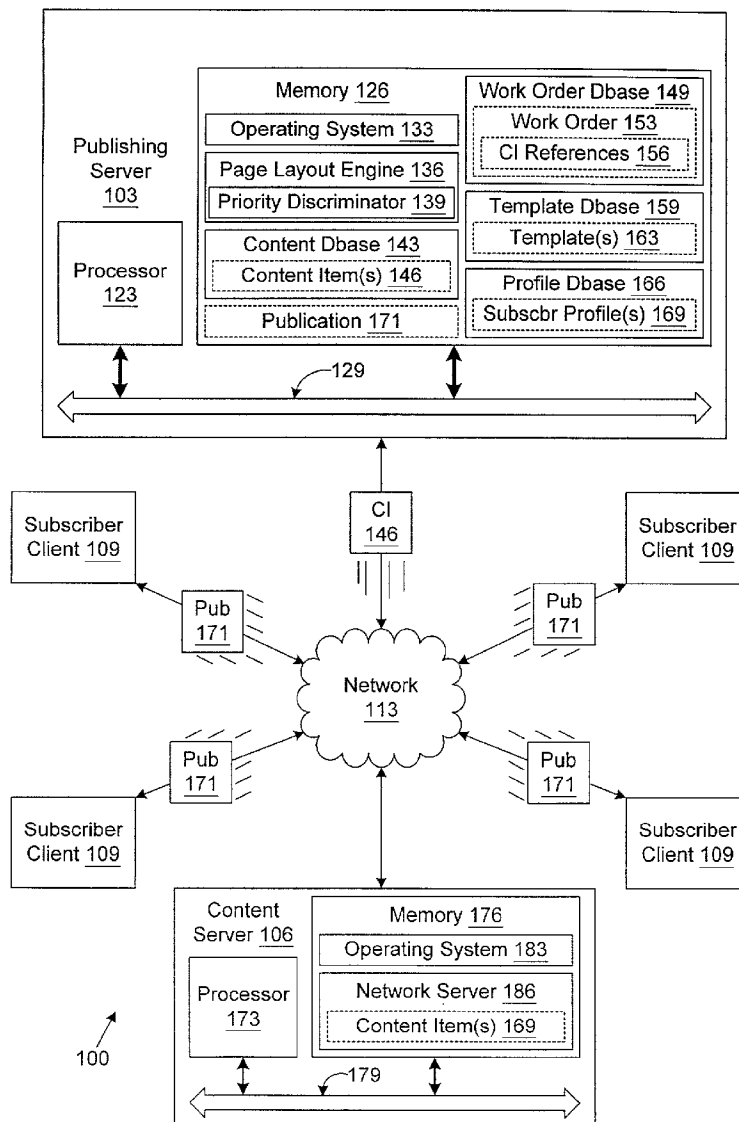 Publishing
Server
103
Processor
123
Memory 126
Operating System 133
Page Layout Engine 136
Priority Discriminator 139
Content Dbase 143
Content Item(s) 146
Publication 171
Work Order Dbase 149
Work Order 153
CI References 156
Template Dbase 159
Template(s) 163
Profile Dbase 166
Subscbr Profile(s) 169
129
Subscriber
Client 109
CI
146
Subscriber
Client 109
Pub
171
Pub
171
Network
113
Pub
171
Pub
171
Subscriber
Client 109
Subscriber
Client 109
Content
Server 106
Processor
173
Memory 176
Operating System 183
Network Server 186
Content Item(s) 169
179
100